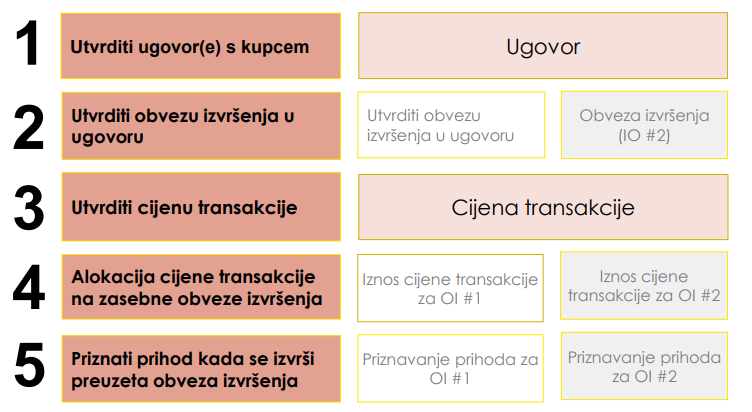 1
Utvrditi ugovor(e) s kupcem
Ugovor
2
Utvrditi obvezu izvršenja u
ugovoru
Utvrditi obvezu
izvršenja u ugovoru
Obveza izvršenja
(IO #2)
3
Utvrditi cijenu transakcije
Cijena transakcije
4
Alokacija cijene transakcije
na zasebne obveze izvršenja
Iznos cijene transakcije
za OI #1
Iznos cijene
transakcije za OI #2
5
Priznati prihod kada se izvrši
preuzeta obveza izvršenja
Priznavanje prihoda za
OI #1
Priznavanje prihoda
za OI #2